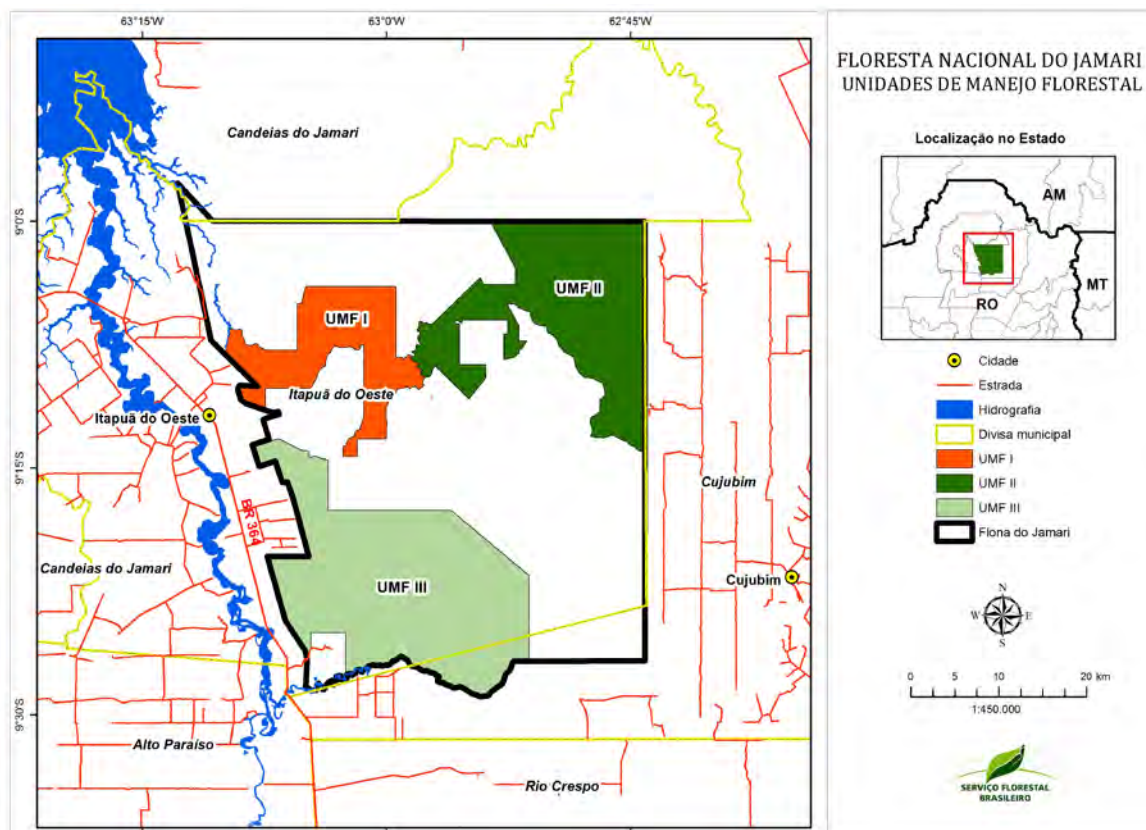 63°15'W
63°0'W
62°45'W
9°0'S
9°15'S
9°30'S
Candeias do Jamari
UMF I
UMF II
Itapuã do Oeste
Itapuã do Oeste
BR 364
Cujubim
Candeias do Jamari
UMF III
Cujubim
Alto Paraíso
Rio Crespo
FLORESTA NACIONAL DO JAMARI
UNIDADES DE MANEJO FLORESTAL
Localização no Estado
AM
MT
RO
Cidade
Estrada
Hidrografia
Divisa municipal
UMF I
UMF II
UMF III
Flona do Jamari
N
W E
S
0 5 10 20 km
1:450.000
SERVIÇO FLORESTAL
BRASILEIRO